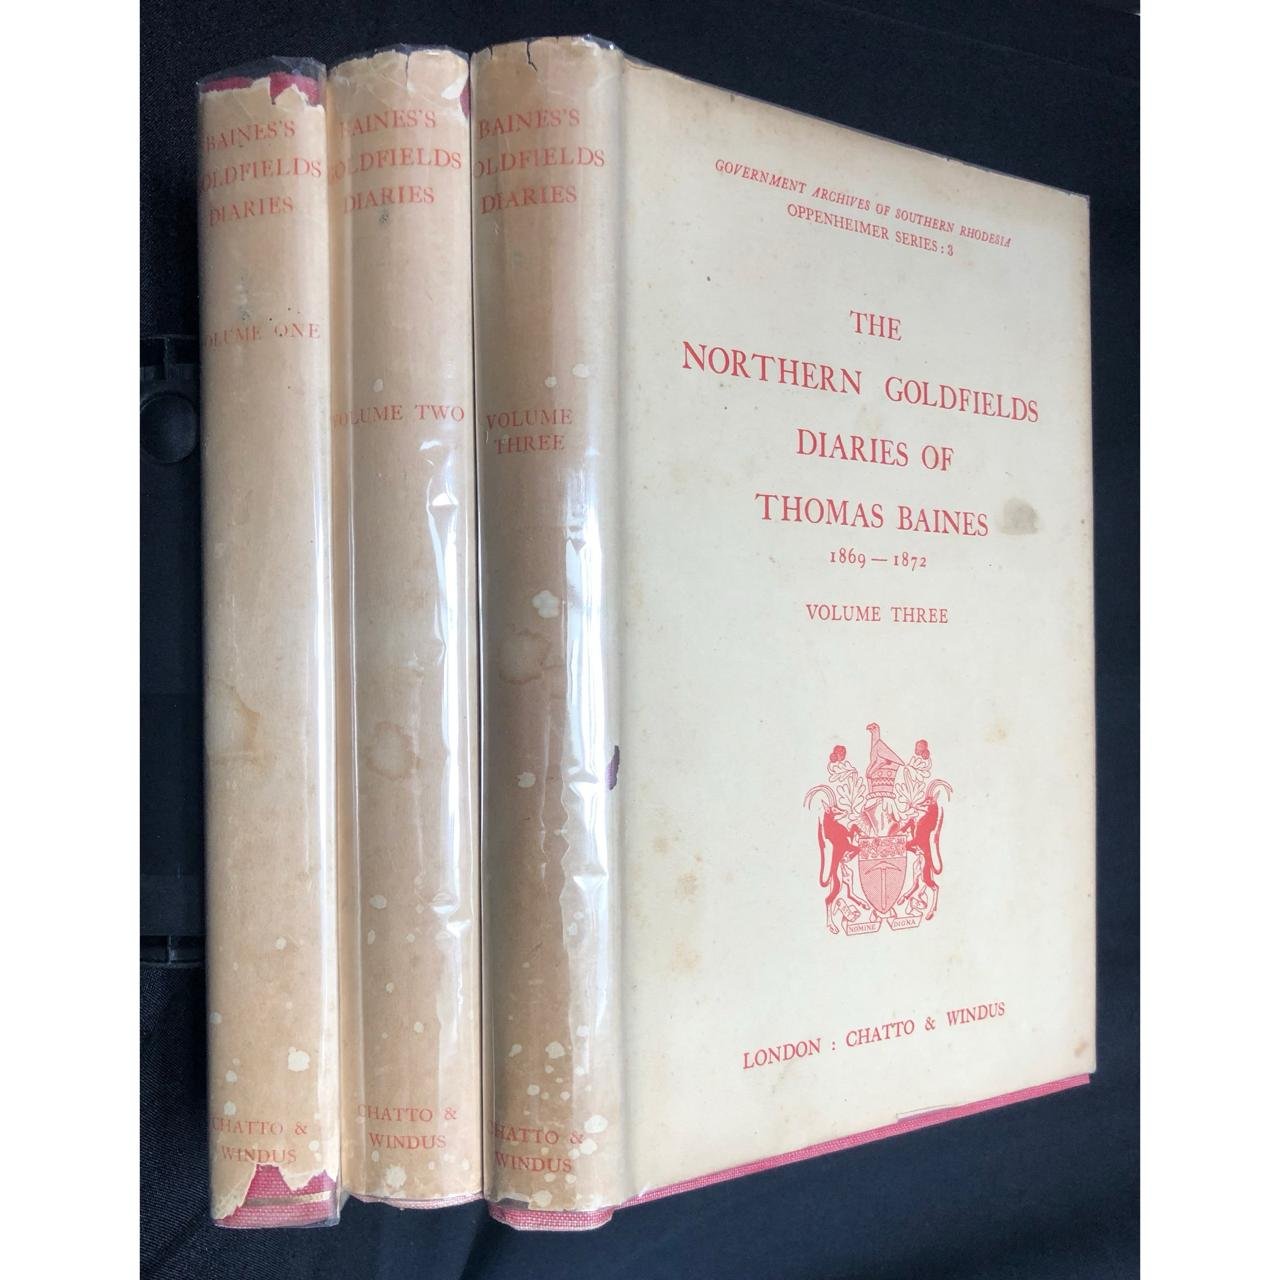 BAINES'S
GOLDFIELDS
DIARIES
VOLUME ONE
CHATTO &
WINDUS
BAINES'S
GOLDFIELDS
DIARIES
VOLUME TWO
CHATTO &
WINDUS
BAINES'S
GOLDFIELDS
DIARIES
VOLUME
THREE
CHATTO &
WINDUS
GOVERNMENT ARCHIVES OF SOUTHERN RHODESIA
OPPENHEIMER SERIES : 3
THE
NORTHERN GOLDFIELDS
DIARIES OF
THOMAS BAINES
1869 — 1872
VOLUME THREE
NOMINE DIGNA
LONDON : CHATTO & WINDUS